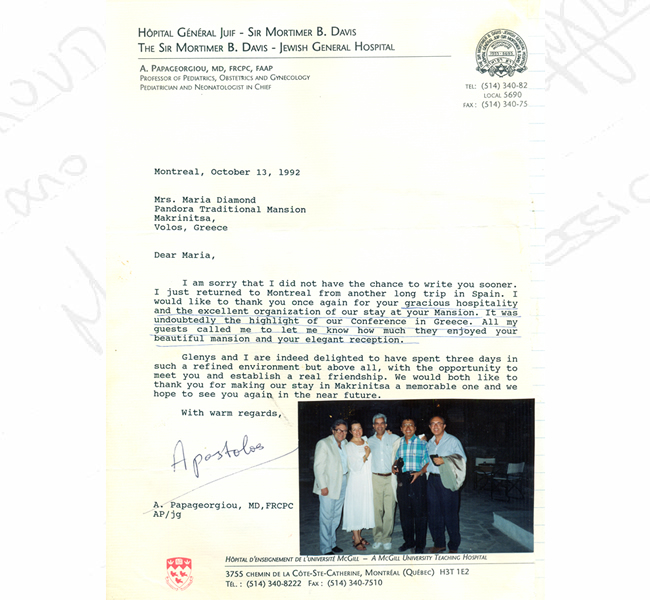 HÔPITAL GÉNÉRAL JUIF - SIR MORTIMER B. DAVIS
THE SIR MORTIMER B. DAVIS - JEWISH GENERAL HOSPITAL
A. PAPAGEORGIOU, MD, FRCPC, FAAP
PROFESSOR OF PEDIATRICS, OBSTETRICS AND GYNECOLOGY
PEDIATRICIAN AND NEONATOLOGIST IN CHIEF
TEL: (514) 340-82
LOCAL 5690
FAX: (514) 340-75
Montreal, October 13, 1992
Mrs. Maria Diamond
Pandora Traditional Mansion
Makrinitsa,
Volos, Greece
Dear Maria,
I am sorry that I did not have the chance to write you sooner.
I just returned to Montreal from another long trip in Spain. I
would like to thank you once again for your gracious hospitality
and the excellent organization of our stay at your Mansion. It was
undoubtedly the highlight of our Conference in Greece. All my
guests called me to let me know how much they enjoyed your
beautiful mansion and your elegant reception.
Glenys and I are indeed delighted to have spent three days in
such a refined environment but above all, with the opportunity to
meet you and establish a real friendship. We would both like to
thank you for making our stay in Makrinitsa a memorable one and we
hope to see you again in the near future.
With warm regards,
Apostolos
A. Papageorgiou, MD,FRCPC
AP/jg
HÔPITAL D'ENSEIGNEMENT DE L'UNIVERSITÉ MCGILL – A MCGILL UNIVERSITY TEACHING HOSPITAL
3755 CHEMIN DE LA CÔTE-STE-CATHERINE, MONTRÉAL (QUÉBEC) H3T 1E2
TÉL.: (514) 340-8222 FAX: (514) 340-7510